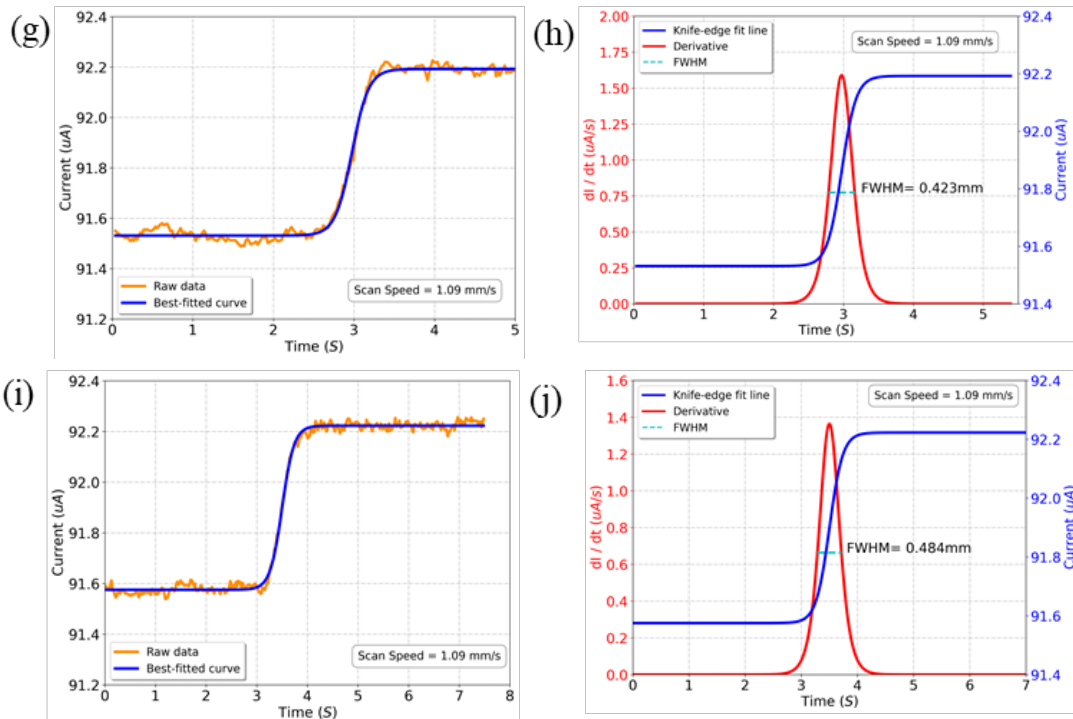 (g)
92.4
92.2
92.0
91.8
91.6
91.4
91.2
Current (uA)
Raw data
Best-fitted curve
Scan Speed = 1.09 mm/s
0 1 2 3 4 5
Time (S)
(h)
2.00
1.75
1.50
1.25
1.00
0.75
0.50
0.25
0.00
dI / dt (uA/s)
Knife-edge fit line
Derivative
FWHM
Scan Speed = 1.09 mm/s
FWHM= 0.423mm
92.4
92.2
92.0
91.8
91.6
91.4
Current (uA)
0 1 2 3 4 5
Time (S)
(i)
92.4
92.2
92.0
91.8
91.6
91.4
91.2
Current (uA)
Raw data
Best-fitted curve
Scan Speed = 1.09 mm/s
0 1 2 3 4 5 6 7 8
Time (S)
(j)
1.6
1.4
1.2
1.0
0.8
0.6
0.4
0.2
0.0
dI / dt (uA/s)
Knife-edge fit line
Derivative
FWHM
Scan Speed = 1.09 mm/s
FWHM= 0.484mm
92.4
92.2
92.0
91.8
91.6
91.4
Current (uA)
0 1 2 3 4 5 6 7
Time (S)